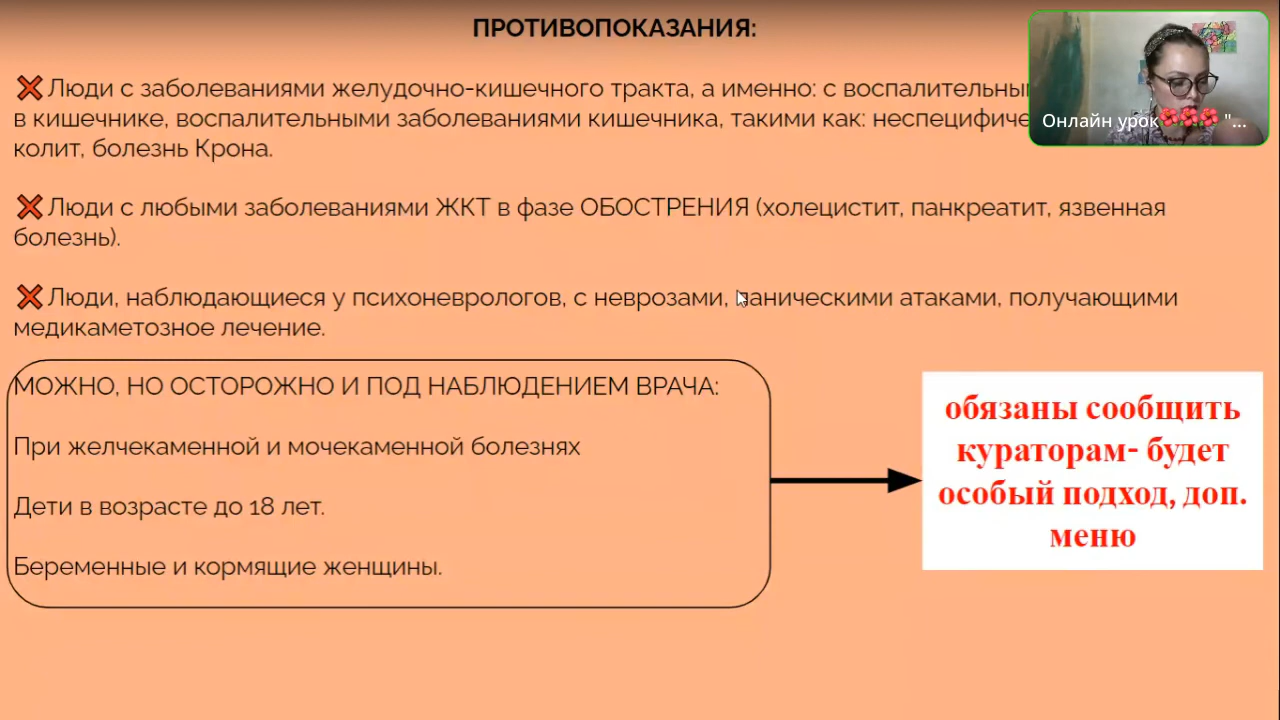 ПРОТИВОПОКАЗАНИЯ:
Люди с заболеваниями желудочно-кишечного тракта, а именно: с
в кишечнике, воспалительными заболеваниями кишечника, такими как:
колит, болезнь Крона.
Люди с любыми заболеваниями ЖКТ в фазе ОБОСТРЕНИЯ (холецистит, панкреатит, язвенная
болезнь).
Люди, наблюдающиеся у психоневрологов, с неврозами, паническими атаками, получающими
медикаметозное лечение.
МОЖНО, НО ОСТОРОЖНО И ПОД НАБЛЮДЕНИЕМ ВРАЧА:
При желчекаменной и мочекаменной болезнях
Дети в возрасте до 18 лет.
Беременные и кормящие женщины.
обязаны сообщить
кураторам- будет
особый подход, доп.
меню
Онлайн урок🌺🌺🌺 "...